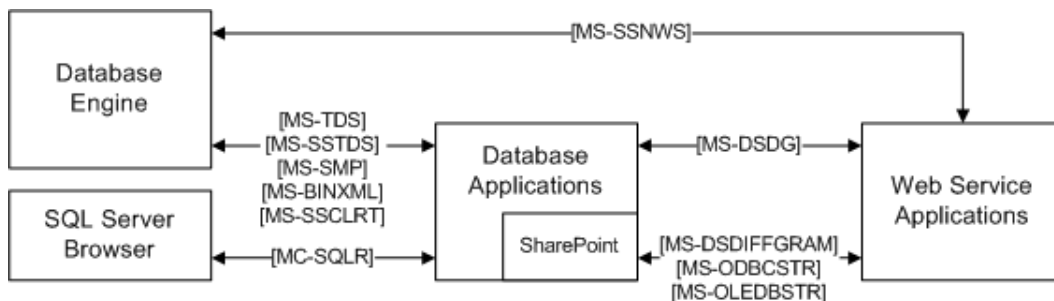 [MS-SSNWS]
Database
Engine
[MS-TDS]
[MS-SSTDS]
[MS-SMP]
[MS-BINXML]
[MS-SSCLRT]
Database
Applications
SharePoint
[MS-DSDG]
Web Service
Applications
SQL Server
Browser
[MC-SQLR]
[MS-DSDIFFGRAM]
[MS-ODBCSTR]
[MS-OLEDBSTR]